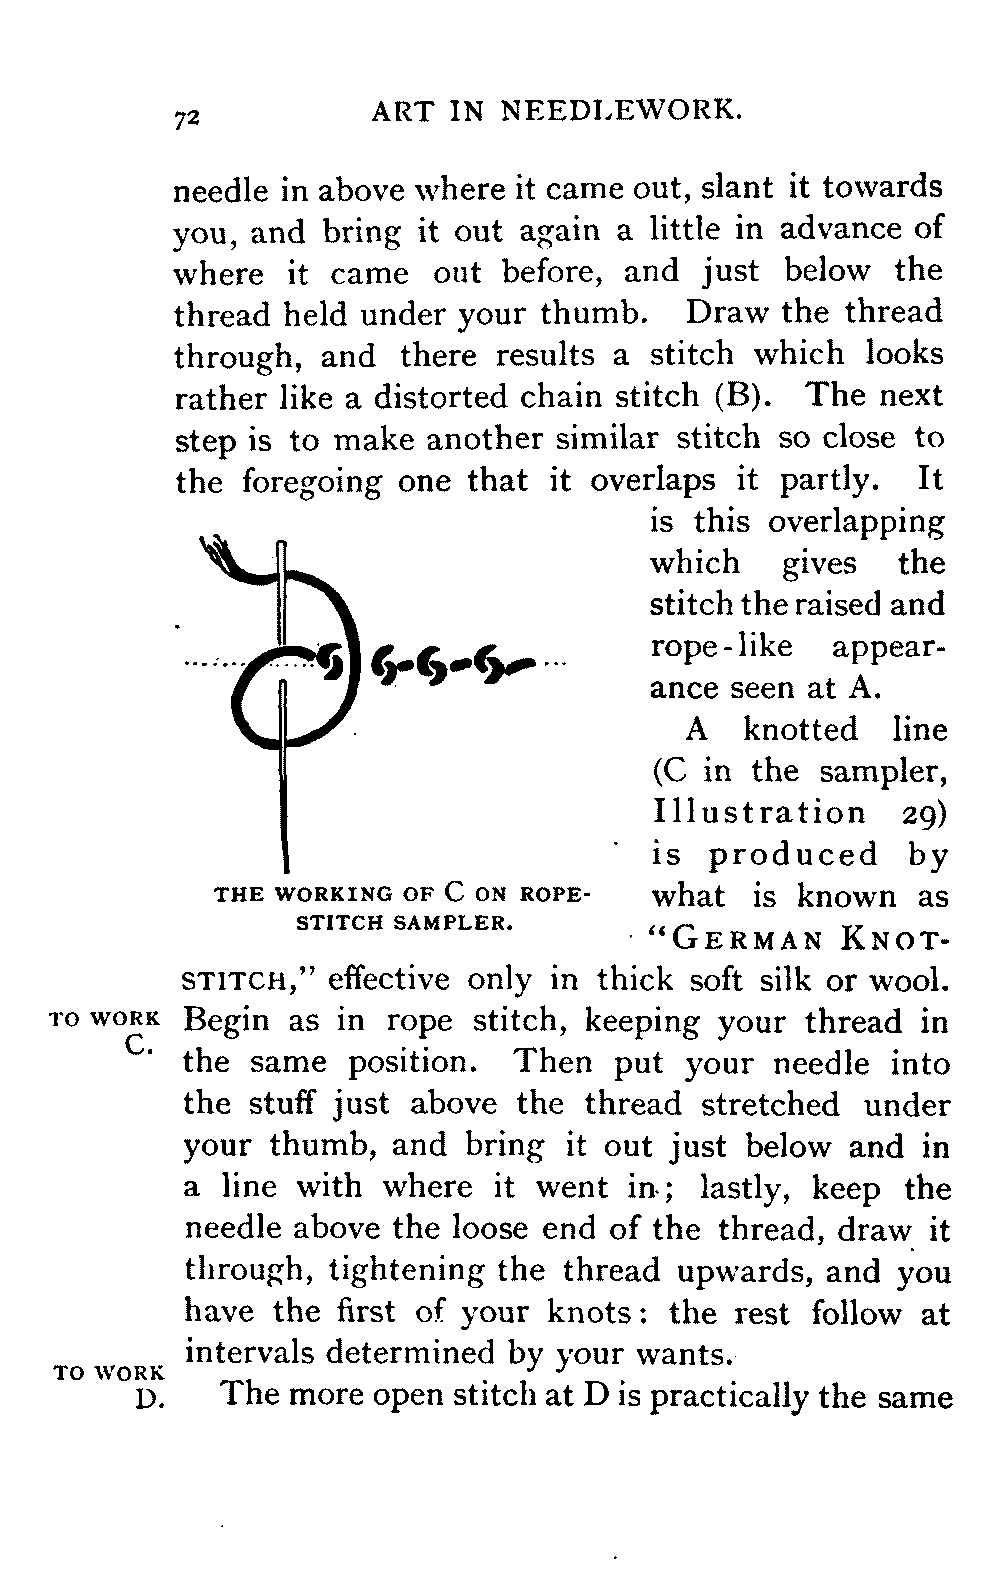 72 ART IN NEEDLEWORK.
needle in above where it came out, slant it towards
you, and bring it out again a little in advance of
where it came out before, and just below the
thread held under your thumb. Draw the thread
through, and there results a stitch which looks
rather like a distorted chain stitch (B). The next
step is to make another similar stitch so close to
the foregoing one that it overlaps it partly. It
is this overlapping
which gives the
stitch the raised and
rope-like appear-
ance seen at A.
A knotted line
(C in the sampler,
Illustration 29)
is produced by
what is known as
“GERMAN KNOT-
THE WORKING OF C ON ROPE-
STITCH SAMPLER.
STITCH,” effective only in thick soft silk or wool.
TO WORK
C.
Begin as in rope stitch, keeping your thread in
the same position. Then put your needle into
the stuff just above the thread stretched under
your thumb, and bring it out just below and in
a line with where it went in; lastly, keep the
needle above the loose end of the thread, draw it
through, tightening the thread upwards, and you
have the first of your knots: the rest follow at
intervals determined by your wants.
TO WORK
D.
The more open stitch at D is practically the same